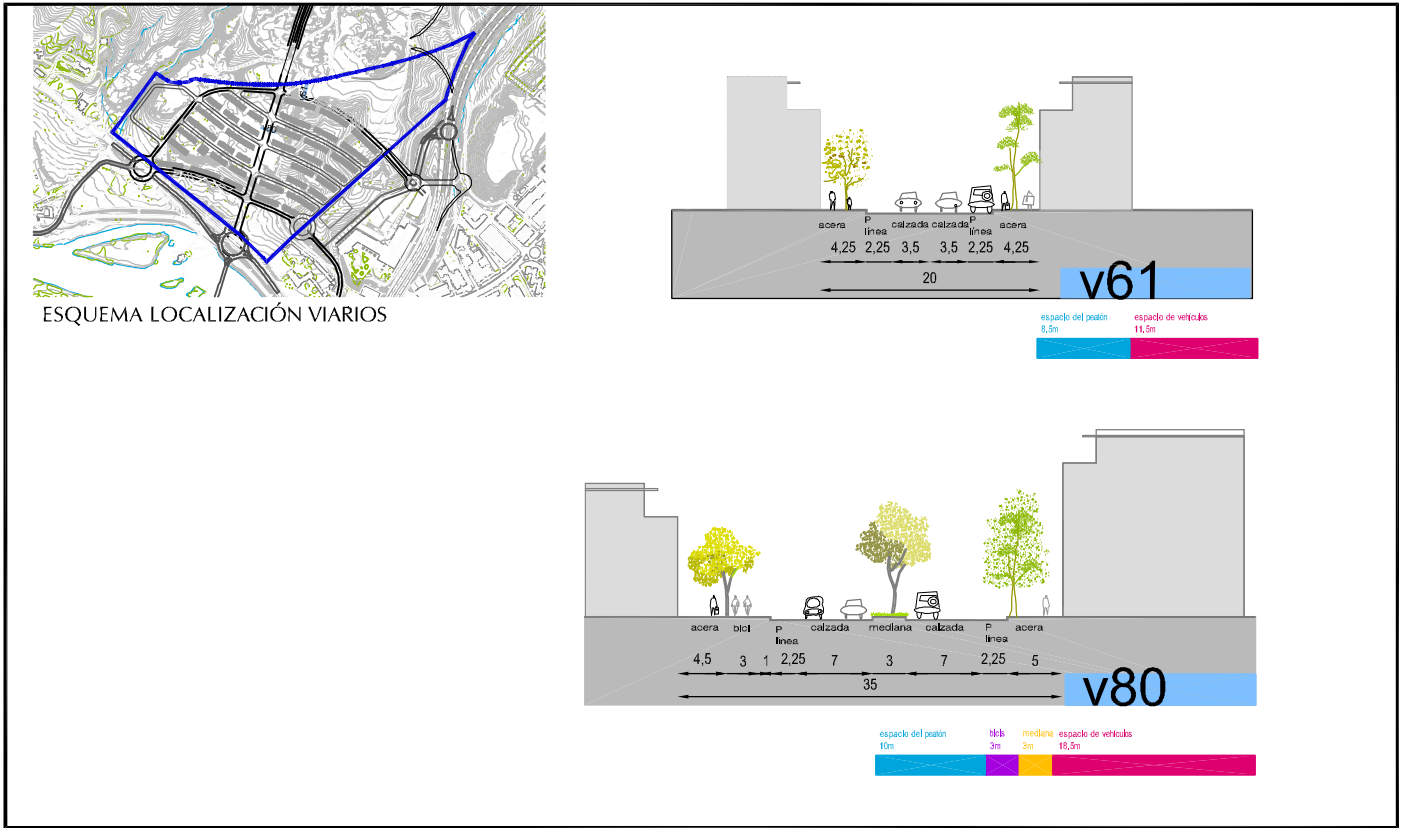 ESQUEMA LOCALIZACIÓN VIARIOS
acera P línea calzada calzada P línea acera
4,25 2,25 3,5 3,5 2,25 4,25
20
v61
espacio del peatón espacio de vehículos
8,5m 11,5m
acera bici P línea calzada mediana calzada P línea acera
4,5 3 1 2,25 7 3 7 2,25 5
35
v80
espacio del peatón bicis mediana espacio de vehículos
10m 3m 3m 18,5m